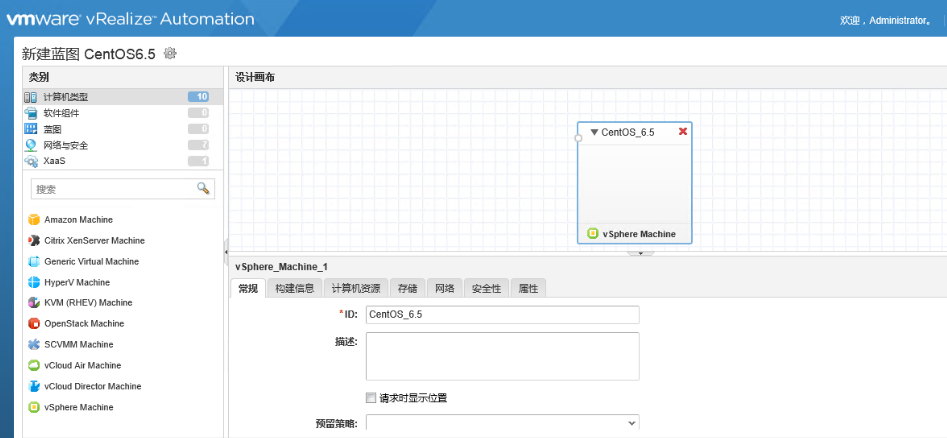 vmware vRealize™ Automation
欢迎，Administrator。
新建蓝图 CentOS6.5
类别
计算机类型 10
软件组件 0
蓝图 0
网络与安全 7
XaaS 1
搜索
Amazon Machine
Citrix XenServer Machine
Generic Virtual Machine
HyperV Machine
KVM (RHEV) Machine
OpenStack Machine
SCVMM Machine
vCloud Air Machine
vCloud Director Machine
vSphere Machine
设计画布
CentOS_6.5
vSphere Machine
vSphere_Machine_1
常规 构建信息 计算机资源 存储 网络 安全性 属性
*ID: CentOS_6.5
描述:
请求时显示位置
预留策略: